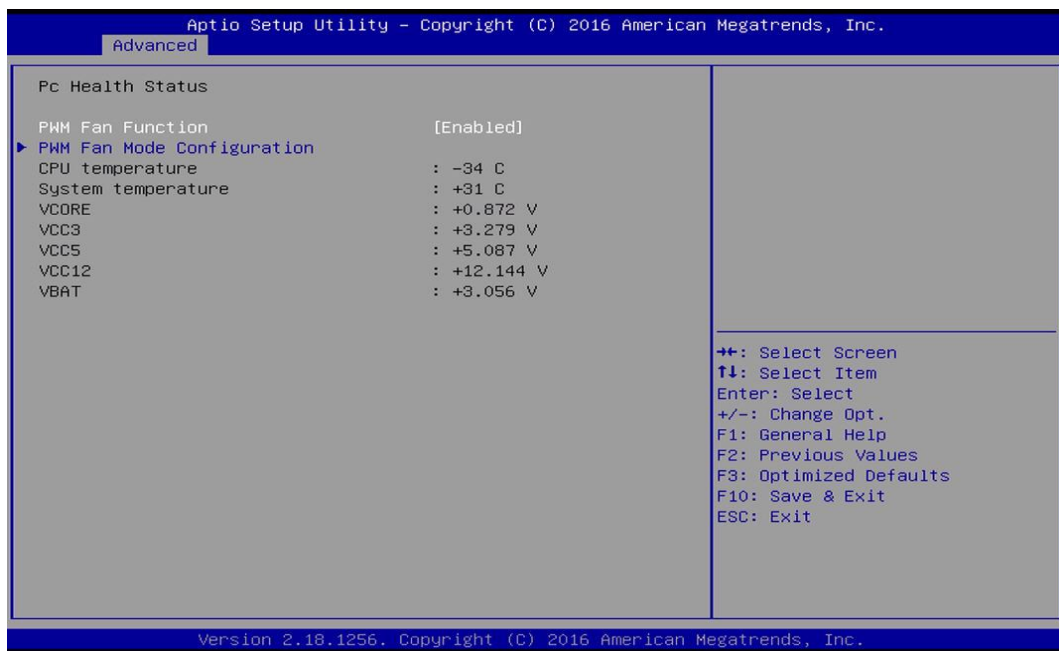 Aptio Setup Utility – Copyright (C) 2016 American Megatrends, Inc.
Advanced
Pc Health Status
PWM Fan Function [Enabled]
PWM Fan Mode Configuration
CPU temperature : -34 C
System temperature : +31 C
VCORE : +0.872 V
VCC3 : +3.279 V
VCC5 : +5.087 V
VCC12 : +12.144 V
VBAT : +3.056 V
→←: Select Screen
↑↓: Select Item
Enter: Select
+/-: Change Opt.
F1: General Help
F2: Previous Values
F3: Optimized Defaults
F10: Save & Exit
ESC: Exit
Version 2.18.1256. Copyright (C) 2016 American Megatrends, Inc.